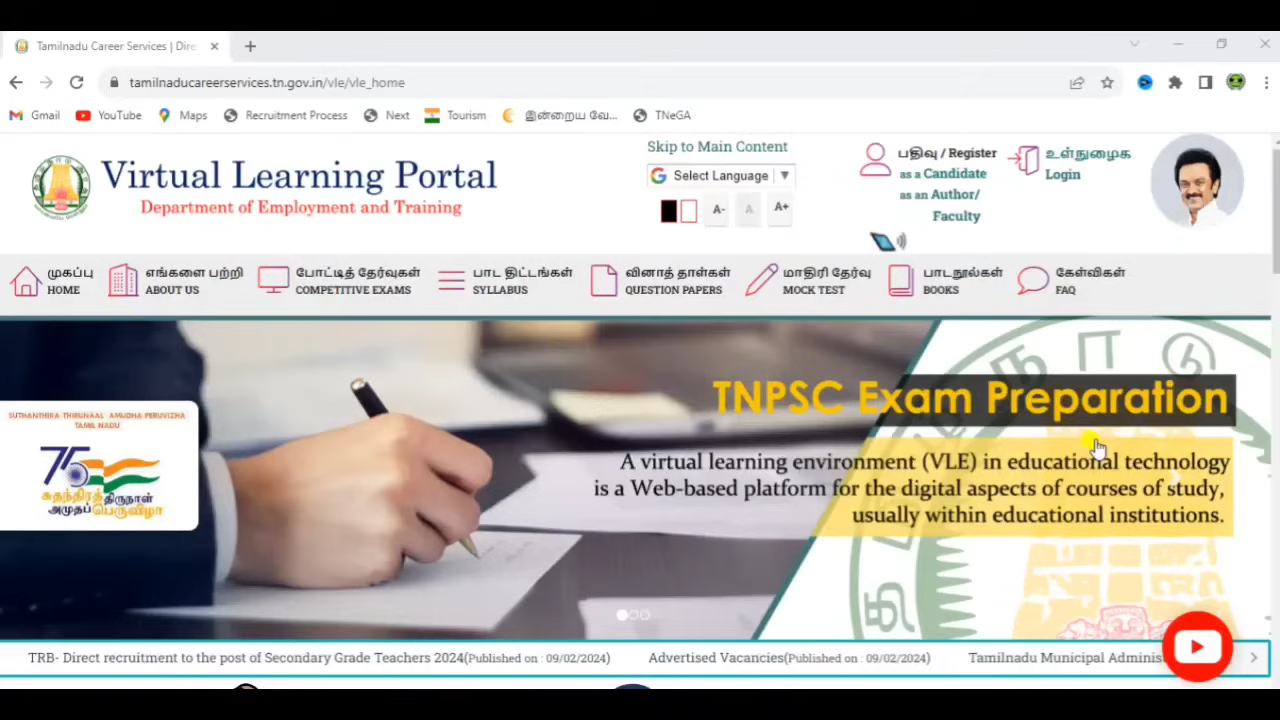 Tamilnadu Career Services | Dire
tamilnaducareerservices.tn.gov.in/vle/vle_home
Gmail YouTube Maps Recruitment Process Next Tourism இன்றைய வே... TNeGA
Virtual Learning Portal
Department of Employment and Training
Skip to Main Content
Select Language ▼
A- A A+
பதிவு / Register
as a Candidate
as an Author/
Faculty
உள்நுழைக
Login
முகப்பு
HOME
எங்களை பற்றி
ABOUT US
போட்டித் தேர்வுகள்
COMPETITIVE EXAMS
பாட திட்டங்கள்
SYLLABUS
வினாத் தாள்கள்
QUESTION PAPERS
மாதிரி தேர்வு
MOCK TEST
பாடநூல்கள்
BOOKS
கேள்விகள்
FAQ
SUTHANTHIRA THIRUNAAL AMUDHA PERUVIZHA
TAMIL NADU
75
சுதந்திரத் திருநாள்
அமுதப் பெருவிழா
TNPSC Exam Preparation
A virtual learning environment (VLE) in educational technology
is a Web-based platform for the digital aspects of courses of study,
usually within educational institutions.
TRB- Direct recruitment to the post of Secondary Grade Teachers 2024(Published on : 09/02/2024) Advertised Vacancies(Published on : 09/02/2024) Tamilnadu Municipal Adminis